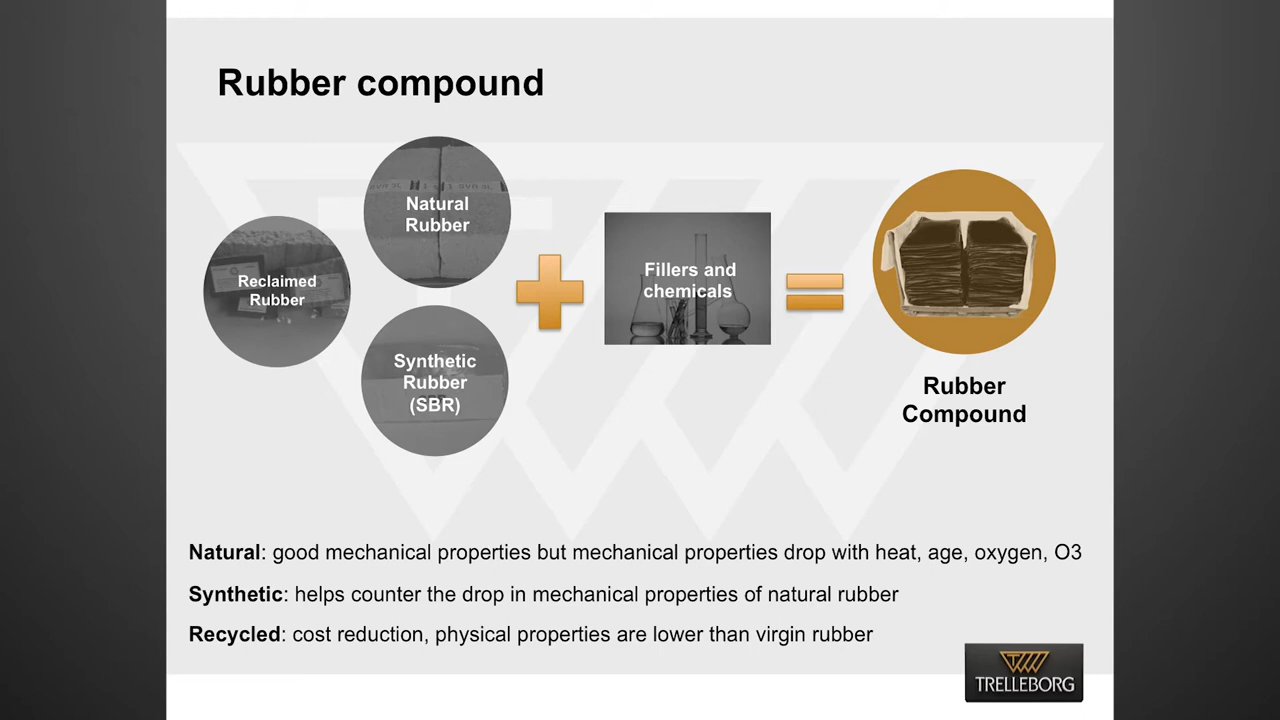 Rubber compound
Natural
Rubber
Reclaimed
Rubber
Synthetic
Rubber
(SBR)
Fillers and
chemicals
Rubber
Compound
Natural: good mechanical properties but mechanical properties drop with heat, age, oxygen, O3
Synthetic: helps counter the drop in mechanical properties of natural rubber
Recycled: cost reduction, physical properties are lower than virgin rubber
TRELLEBORG